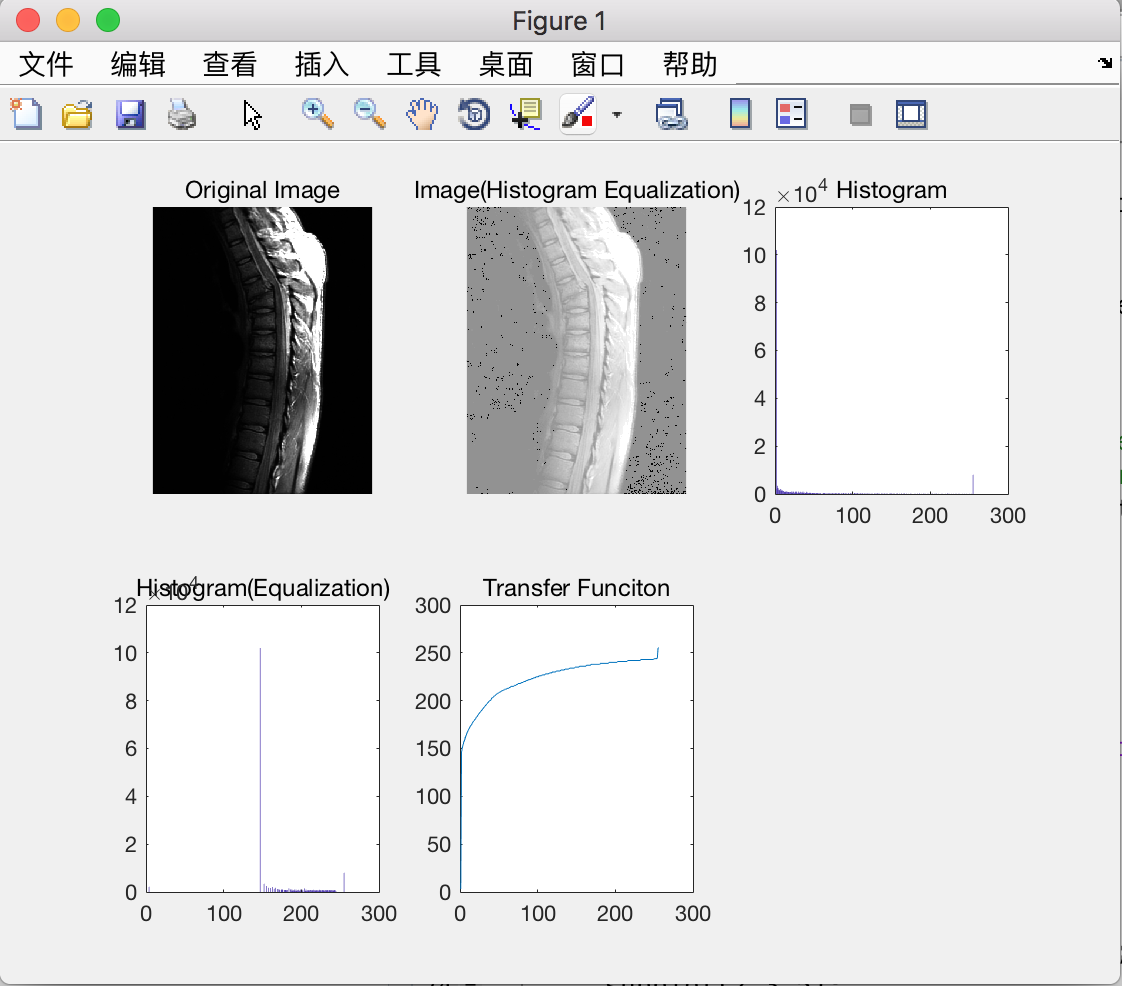 Figure 1
文件 编辑 查看 插入 工具 桌面 窗口 帮助
Original Image
Image(Histogram Equalization)
×10^4 Histogram
12
10
8
6
4
2
0
0 100 200 300
Histogram(Equalization)
×10^4
12
10
8
6
4
2
0
0 100 200 300
Transfer Funciton
300
250
200
150
100
50
0
0 100 200 300